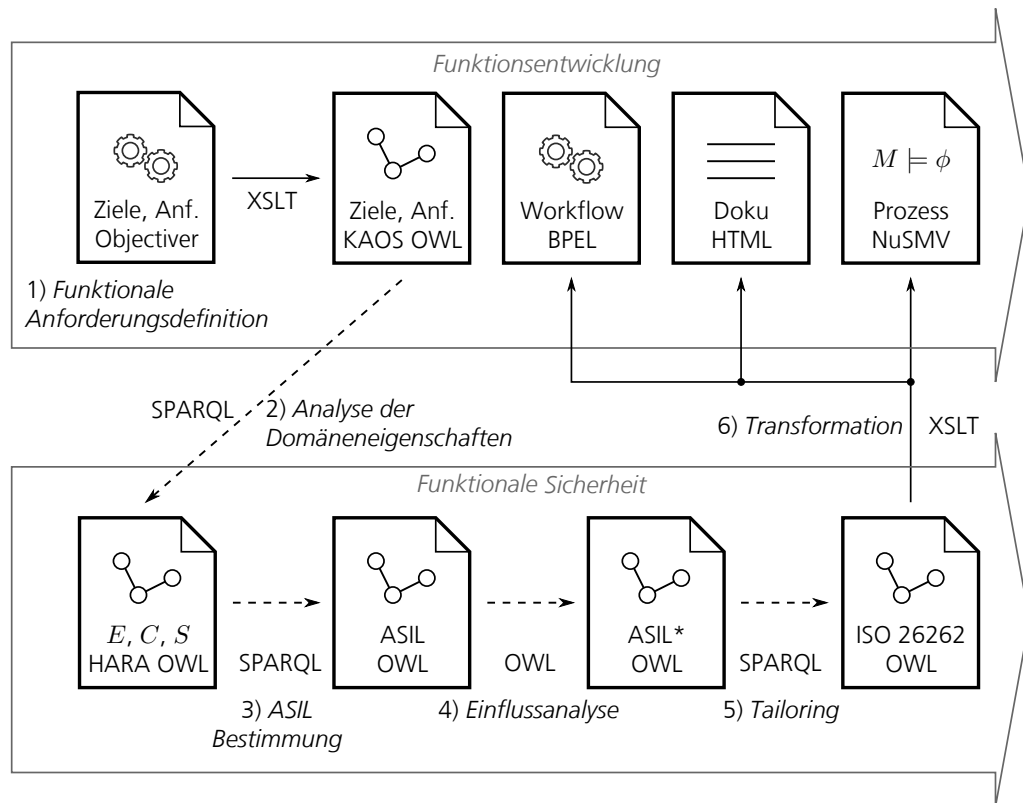 Funktionsentwicklung
Ziele, Anf.
Objectiver
XSLT
Ziele, Anf.
KAOS OWL
Workflow
BPEL
Doku
HTML
M ⊨ ϕ
Prozess
NuSMV
1) Funktionale
Anforderungsdefinition
SPARQL
2) Analyse der
Domäneneigenschaften
6) Transformation
XSLT
Funktionale Sicherheit
E, C, S
HARA OWL
SPARQL
3) ASIL
Bestimmung
ASIL
OWL
OWL
4) Einflussanalyse
ASIL*
OWL
SPARQL
5) Tailoring
ISO 26262
OWL